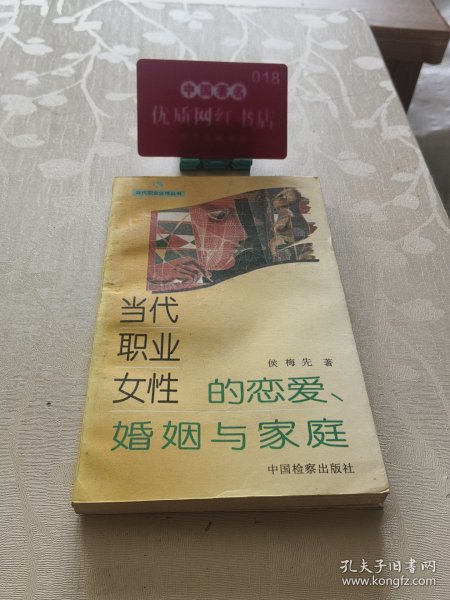 018
中国著名
优质网红书店
当代职业女性丛书
当代
职业
女性 的恋爱、
婚姻与家庭
侯梅先 著
中国检察出版社
孔夫子旧书网
www.kongfz.com